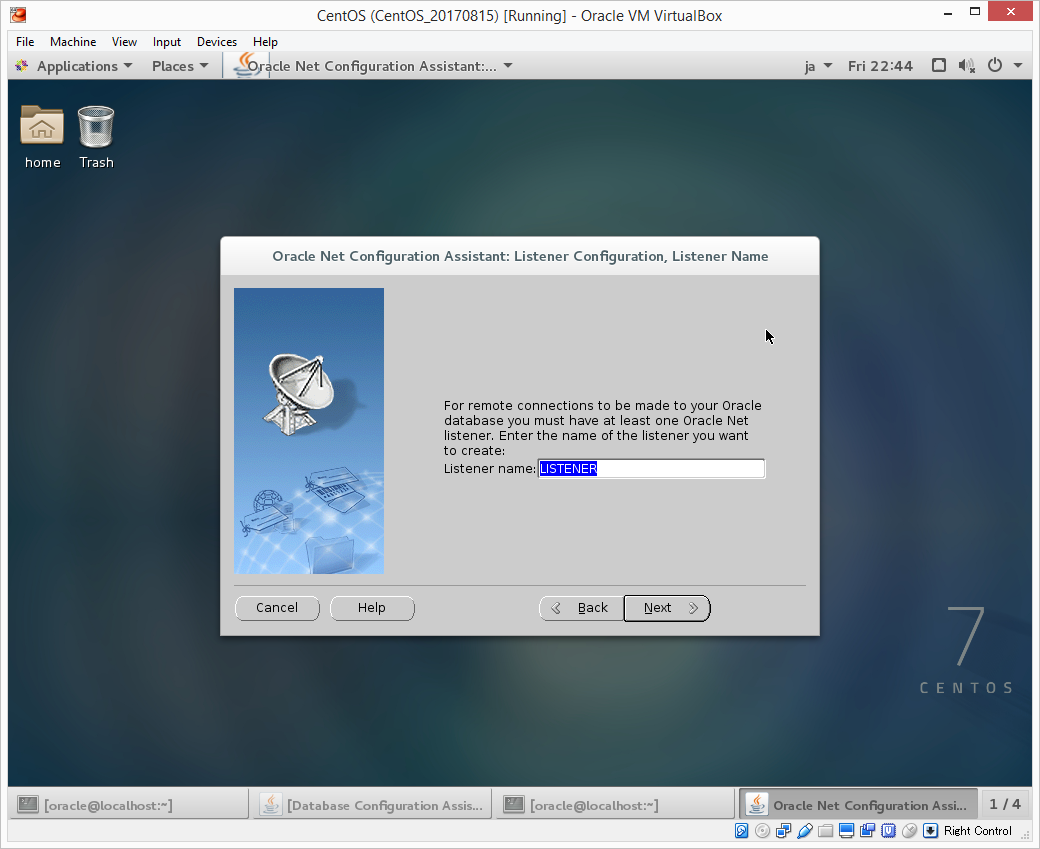 CentOS (CentOS_20170815) [Running] - Oracle VM VirtualBox
File Machine View Input Devices Help
Applications Places Oracle Net Configuration Assistant:... ja Fri 22:44
home Trash
Oracle Net Configuration Assistant: Listener Configuration, Listener Name
For remote connections to be made to your Oracle
database you must have at least one Oracle Net
listener. Enter the name of the listener you want
to create:
Listener name: LISTENER
Cancel Help Back Next
7
CENTOS
[oracle@localhost:~] [Database Configuration Assis... [oracle@localhost:~] Oracle Net Configuration Assi... 1 / 4
Right Control